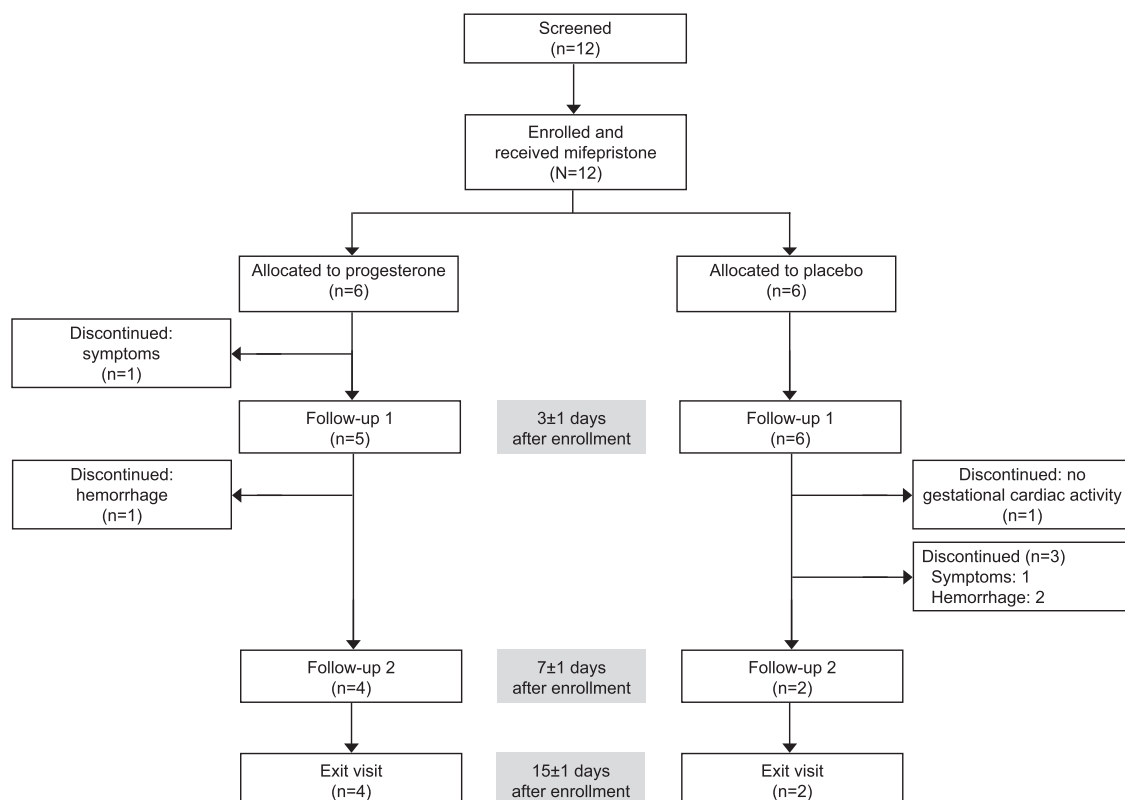 Screened
(n=12)
Enrolled and
received mifepristone
(N=12)
Allocated to progesterone
(n=6)
Allocated to placebo
(n=6)
Discontinued:
symptoms
(n=1)
Follow-up 1
(n=5)
3±1 days
after enrollment
Follow-up 1
(n=6)
Discontinued:
hemorrhage
(n=1)
Discontinued: no
gestational cardiac activity
(n=1)
Discontinued (n=3)
Symptoms: 1
Hemorrhage: 2
Follow-up 2
(n=4)
7±1 days
after enrollment
Follow-up 2
(n=2)
Exit visit
(n=4)
15±1 days
after enrollment
Exit visit
(n=2)